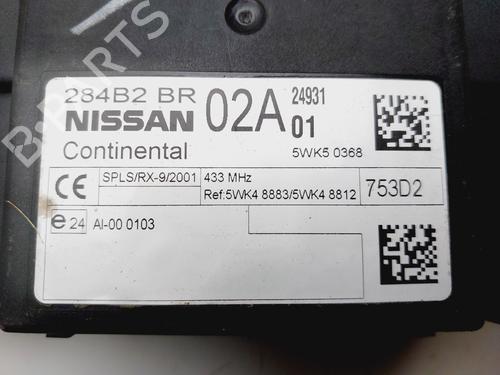 284B2 BR 02A 24931
NISSAN 01
Continental 5WK5 0368
CE SPLS/RX-9/2001 433 MHz
Ref:5WK4 8883/5WK4 8812 753D2
e 24 AI-00 0103
B-PARTS